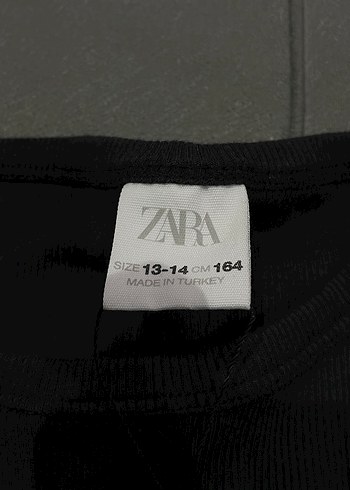 ZARA
SIZE 13-14 CM 164
MADE IN TURKEY